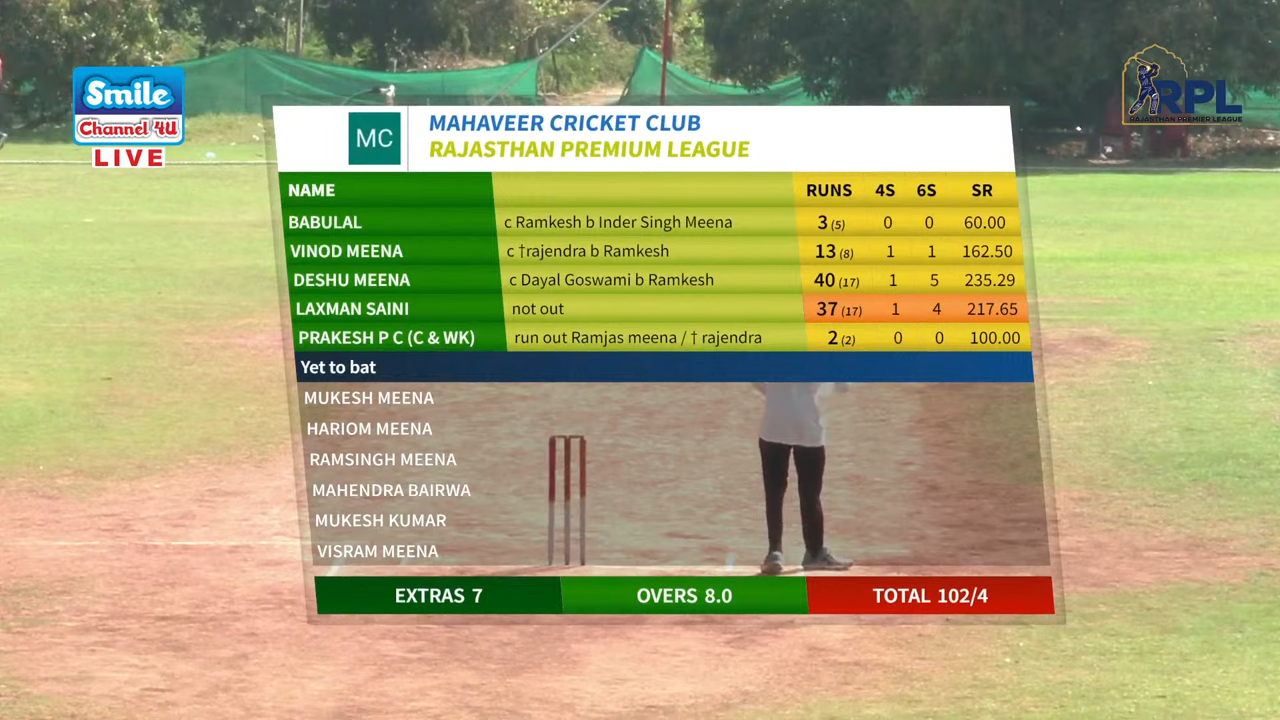 Smile
Channel 4U
LIVE
RPL
RAJASTHAN PREMIER LEAGUE
MC
MAHAVEER CRICKET CLUB
RAJASTHAN PREMIUM LEAGUE
NAME RUNS 4S 6S SR
BABULAL c Ramkesh b Inder Singh Meena 3 (5) 0 0 60.00
VINOD MEENA c †rajendra b Ramkesh 13 (8) 1 1 162.50
DESHU MEENA c Dayal Goswami b Ramkesh 40 (17) 1 5 235.29
LAXMAN SAINI not out 37 (17) 1 4 217.65
PRAKESH P C (C & WK) run out Ramjas meena / † rajendra 2 (2) 0 0 100.00
Yet to bat
MUKESH MEENA
HARIOM MEENA
RAMSINGH MEENA
MAHENDRA BAIRWA
MUKESH KUMAR
VISRAM MEENA
EXTRAS 7 OVERS 8.0 TOTAL 102/4